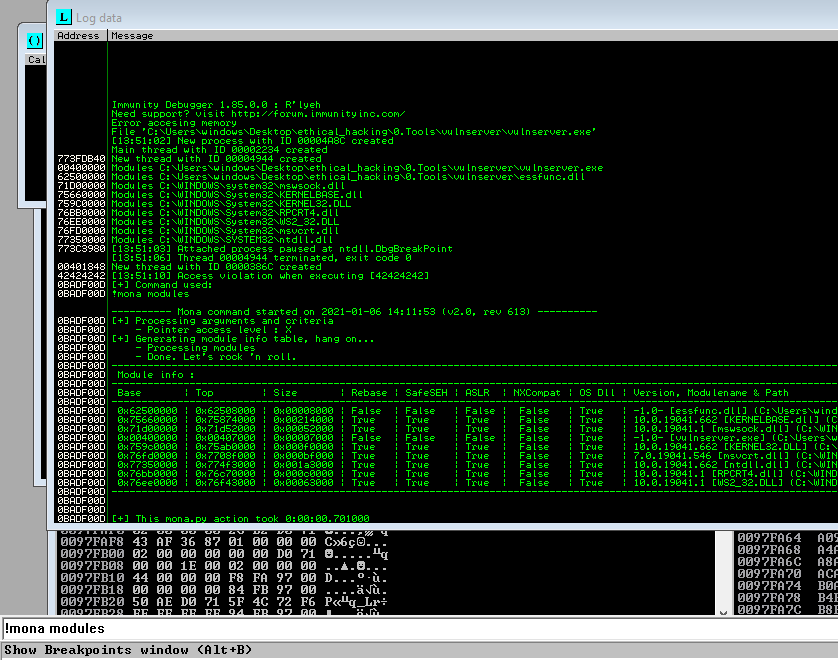 L Log data
Address Message
Cal
Immunity Debugger 1.85.0.0 : R'lyeh
Need support? visit http://forum.immunityinc.com/
Error accesing memory
File 'C:\Users\windows\Desktop\ethical_hacking\0.Tools\vulnserver\vulnserver.exe'
[13:51:02] New process with ID 00004A8C created
Main thread with ID 00002234 created
773FDB40 New thread with ID 00004944 created
00400000 Modules C:\Users\windows\Desktop\ethical_hacking\0.Tools\vulnserver\vulnserver.exe
62500000 Modules C:\Users\windows\Desktop\ethical_hacking\0.Tools\vulnserver\essfunc.dll
71D00000 Modules C:\WINDOWS\system32\mswsock.dll
75660000 Modules C:\WINDOWS\System32\KERNELBASE.dll
759C0000 Modules C:\WINDOWS\System32\KERNEL32.DLL
76BB0000 Modules C:\WINDOWS\System32\RPCRT4.dll
76EE0000 Modules C:\WINDOWS\System32\WS2_32.DLL
76FD0000 Modules C:\WINDOWS\System32\msvcrt.dll
77350000 Modules C:\WINDOWS\SYSTEM32\ntdll.dll
773C3980 [13:51:03] Attached process paused at ntdll.DbgBreakPoint
[13:51:06] Thread 00004944 terminated, exit code 0
00401848 New thread with ID 0000886C created
42424242 [13:51:10] Access violation when executing [42424242]
0BADF00D [+] Command used:
0BADF00D !mona modules
---------- Mona command started on 2021-01-06 14:11:53 (v2.0, rev 613) ----------
0BADF00D [+] Processing arguments and criteria
0BADF00D - Pointer access level : X
0BADF00D [+] Generating module info table, hang on...
0BADF00D - Processing modules
0BADF00D - Done. Let's rock 'n roll.
0BADF00D
0BADF00D Module info :
0BADF00D
0BADF00D Base | Top | Size | Rebase | SafeSEH | ASLR | NXCompat | OS Dll | Version, Modulename & Path
0BADF00D
0BADF00D 0x62500000 | 0x62508000 | 0x00008000 | False | False | False | False | True | -1.0- [essfunc.dll] (C:\Users\wind
0BADF00D 0x75660000 | 0x75874000 | 0x00214000 | True | True | True | False | True | 10.0.19041.662 [KERNELBASE.dll] (C
0BADF00D 0x71d00000 | 0x71d52000 | 0x00052000 | True | True | True | False | True | 10.0.19041.1 [mswsock.dll] (C:\WIN
0BADF00D 0x00400000 | 0x00407000 | 0x00007000 | False | False | False | False | True | -1.0- [vulnserver.exe] (C:\Users\w
0BADF00D 0x759c0000 | 0x75ab0000 | 0x000f0000 | True | True | True | False | True | 10.0.19041.662 [KERNEL32.DLL] (C:\
0BADF00D 0x76fd0000 | 0x7708f000 | 0x000bf000 | True | True | True | False | True | 7.0.19041.546 [msvcrt.dll] (C:\WIN
0BADF00D 0x77350000 | 0x774f3000 | 0x001a3000 | True | True | True | False | True | 10.0.19041.662 [ntdll.dll] (C:\WIN
0BADF00D 0x76bb0000 | 0x76c70000 | 0x000c0000 | True | True | True | False | True | 10.0.19041.1 [RPCRT4.dll] (C:\WIND
0BADF00D 0x76ee0000 | 0x76f43000 | 0x00063000 | True | True | True | False | True | 10.0.19041.1 [WS2_32.DLL] (C:\WIND
0BADF00D
0BADF00D
0BADF00D
0BADF00D [+] This mona.py action took 0:00:00.701000
0097FAF8 43 AF 36 87 01 00 00 00
0097FB00 02 00 00 00 00 00 D0 71
0097FB08 00 00 1E 00 02 00 00 00
0097FB10 44 00 00 00 F8 FA 97 00
0097FB18 00 00 00 00 84 FB 97 00
0097FB20 50 AE D0 71 5F 4C 72 F6
0097FA64 A09
0097FA68 A4A
0097FA6C A8A
0097FA70 ACA
0097FA74 B0A
0097FA78 B4B
0097FA7C B8B
!mona modules
Show Breakpoints window (Alt+B)